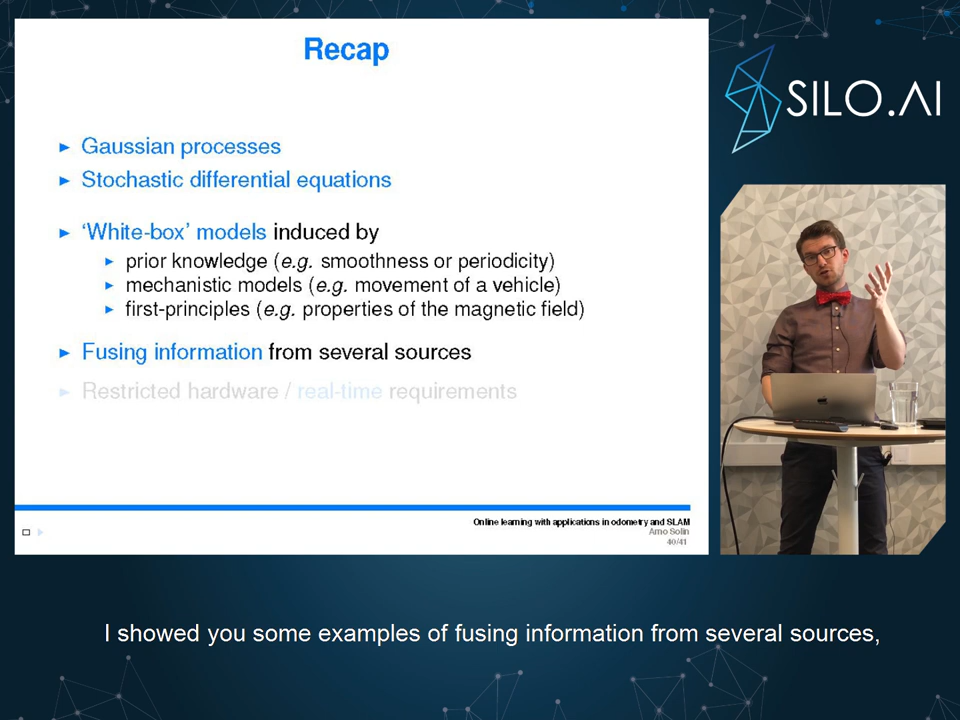 Recap
SILO.AI
► Gaussian processes
► Stochastic differential equations
► ‘White-box’ models induced by
► prior knowledge (e.g. smoothness or periodicity)
► mechanistic models (e.g. movement of a vehicle)
► first-principles (e.g. properties of the magnetic field)
► Fusing information from several sources
► Restricted hardware / real-time requirements
Online learning with applications in odometry and SLAM
Arno Solin
40/41
I showed you some examples of fusing information from several sources,